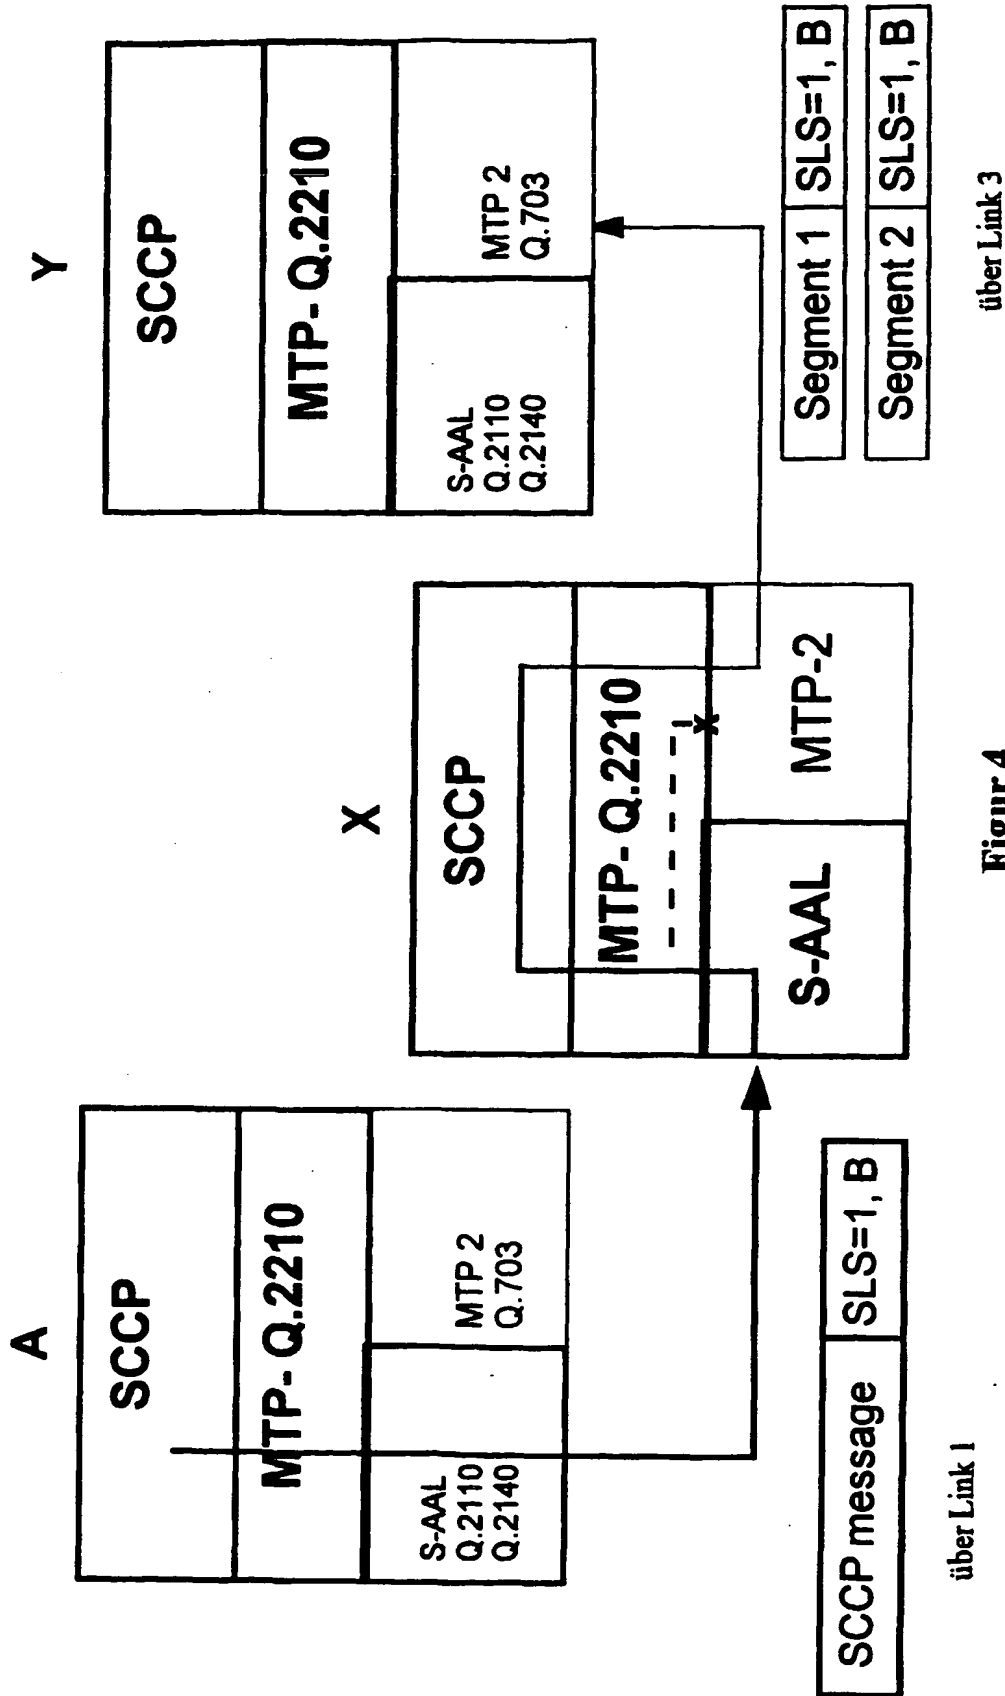 A
SCCP
MTP- Q.2210
S-AAL
Q.2110
Q.2140
MTP 2
Q.703
SCCP message
SLS=1, B
über Link 1
X
SCCP
MTP- Q.2210
X
S-AAL
MTP-2
Y
SCCP
MTP- Q.2210
S-AAL
Q.2110
Q.2140
MTP 2
Q.703
Segment 1
SLS=1, B
Segment 2
SLS=1, B
über Link 3
Figur 4